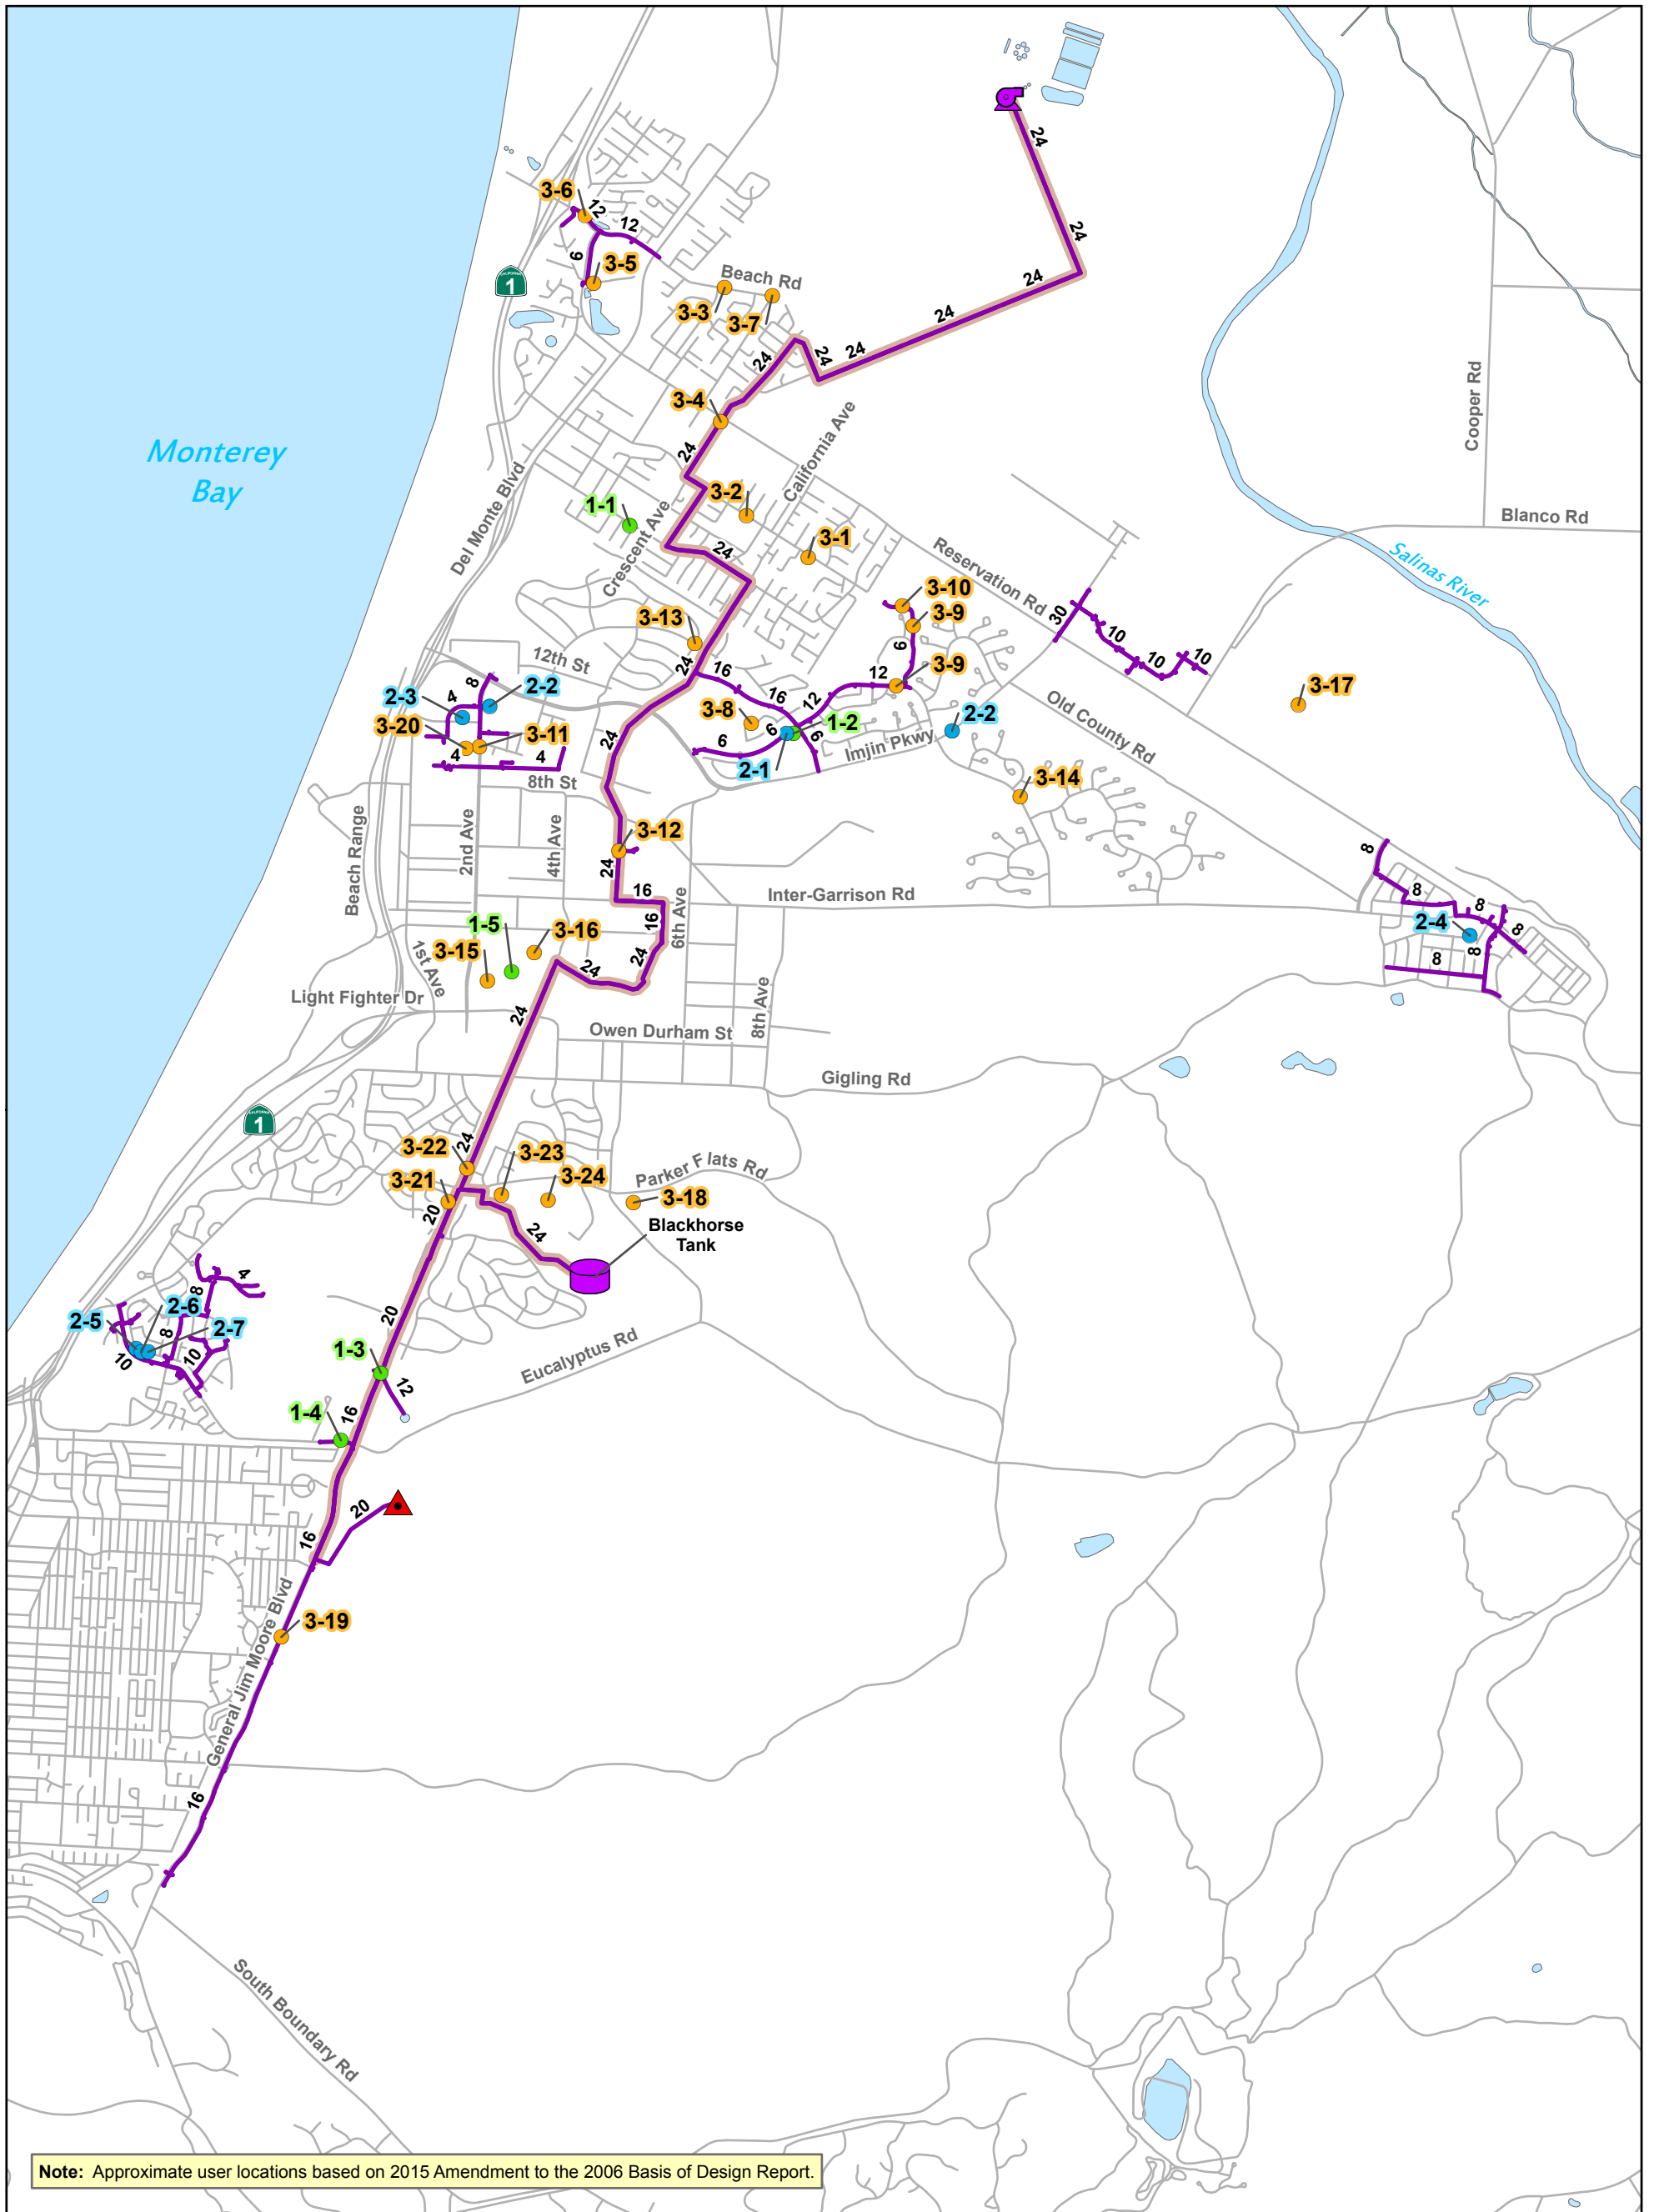 24
3-6
12
12
24
6
3-5
CALIFORNIA
1
Beach Rd
24
3-3
3-7
24
24
24
24
Cooper Rd
3-4
California Ave
Monterey
Bay
24
3-2
Del Monte Blvd
1-1
Crescent Ave
Blanco Rd
3-1
24
Reservation Rd
Salinas River
3-10
3-9
30
10
3-13
6
10
10
12th St
24
16
3-9
12
8
2-2
4
2-3
16
12
3-17
Old County Rd
3-20
3-11
3-8
6
1-2
2-2
24
6
6
Imjin Pkwy
4
4
2-1
8th St
3-14
Beach Range
2nd Ave
4th Ave
3-12
8
24
16
Inter-Garrison Rd
8
8
1-5
16
6th Ave
2-4
8
3-16
3-15
1st Ave
24
8
8
24
Light Fighter Dr
8th Ave
24
Owen Durham St
Gigling Rd
CALIFORNIA
1
24
3-22
3-23
Parker Flats Rd
3-21
3-24
3-18
20
24
Blackhorse
Tank
4
8
2-6
2-5
2-7
20
8
10
10
1-3
Eucalyptus Rd
12
1-4
16
20
16
General Jim Moore Blvd
3-19
16
South Boundary Rd
Note: Approximate user locations based on 2015 Amendment to the 2006 Basis of Design Report.